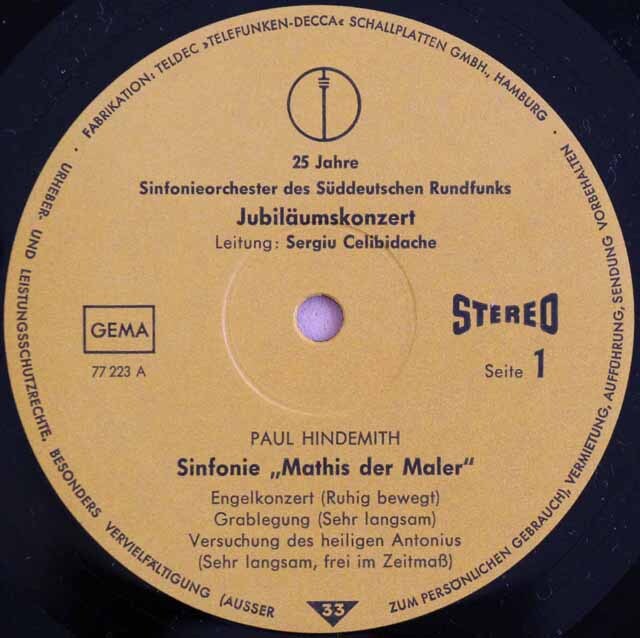 FABRIKATION: TELDEC »TELEFUNKEN-DECCA« SCHALLPLATTEN GMBH., HAMBURG ·
URHEBER- UND LEISTUNGSSCHUTZRECHTE, BESONDERS VERVIELFÄLTIGUNG (AUSSER
ZUM PERSÖNLICHEN GEBRAUCH), VERMIETUNG, AUFFÜHRUNG, SENDUNG VORBEHALTEN ·
25 Jahre
Sinfonieorchester des Süddeutschen Rundfunks
Jubiläumskonzert
Leitung: Sergiu Celibidache
GEMA
77 223 A
STEREO
Seite 1
PAUL HINDEMITH
Sinfonie „Mathis der Maler“
Engelkonzert (Ruhig bewegt)
Grablegung (Sehr langsam)
Versuchung des heiligen Antonius
(Sehr langsam, frei im Zeitmaß)
33